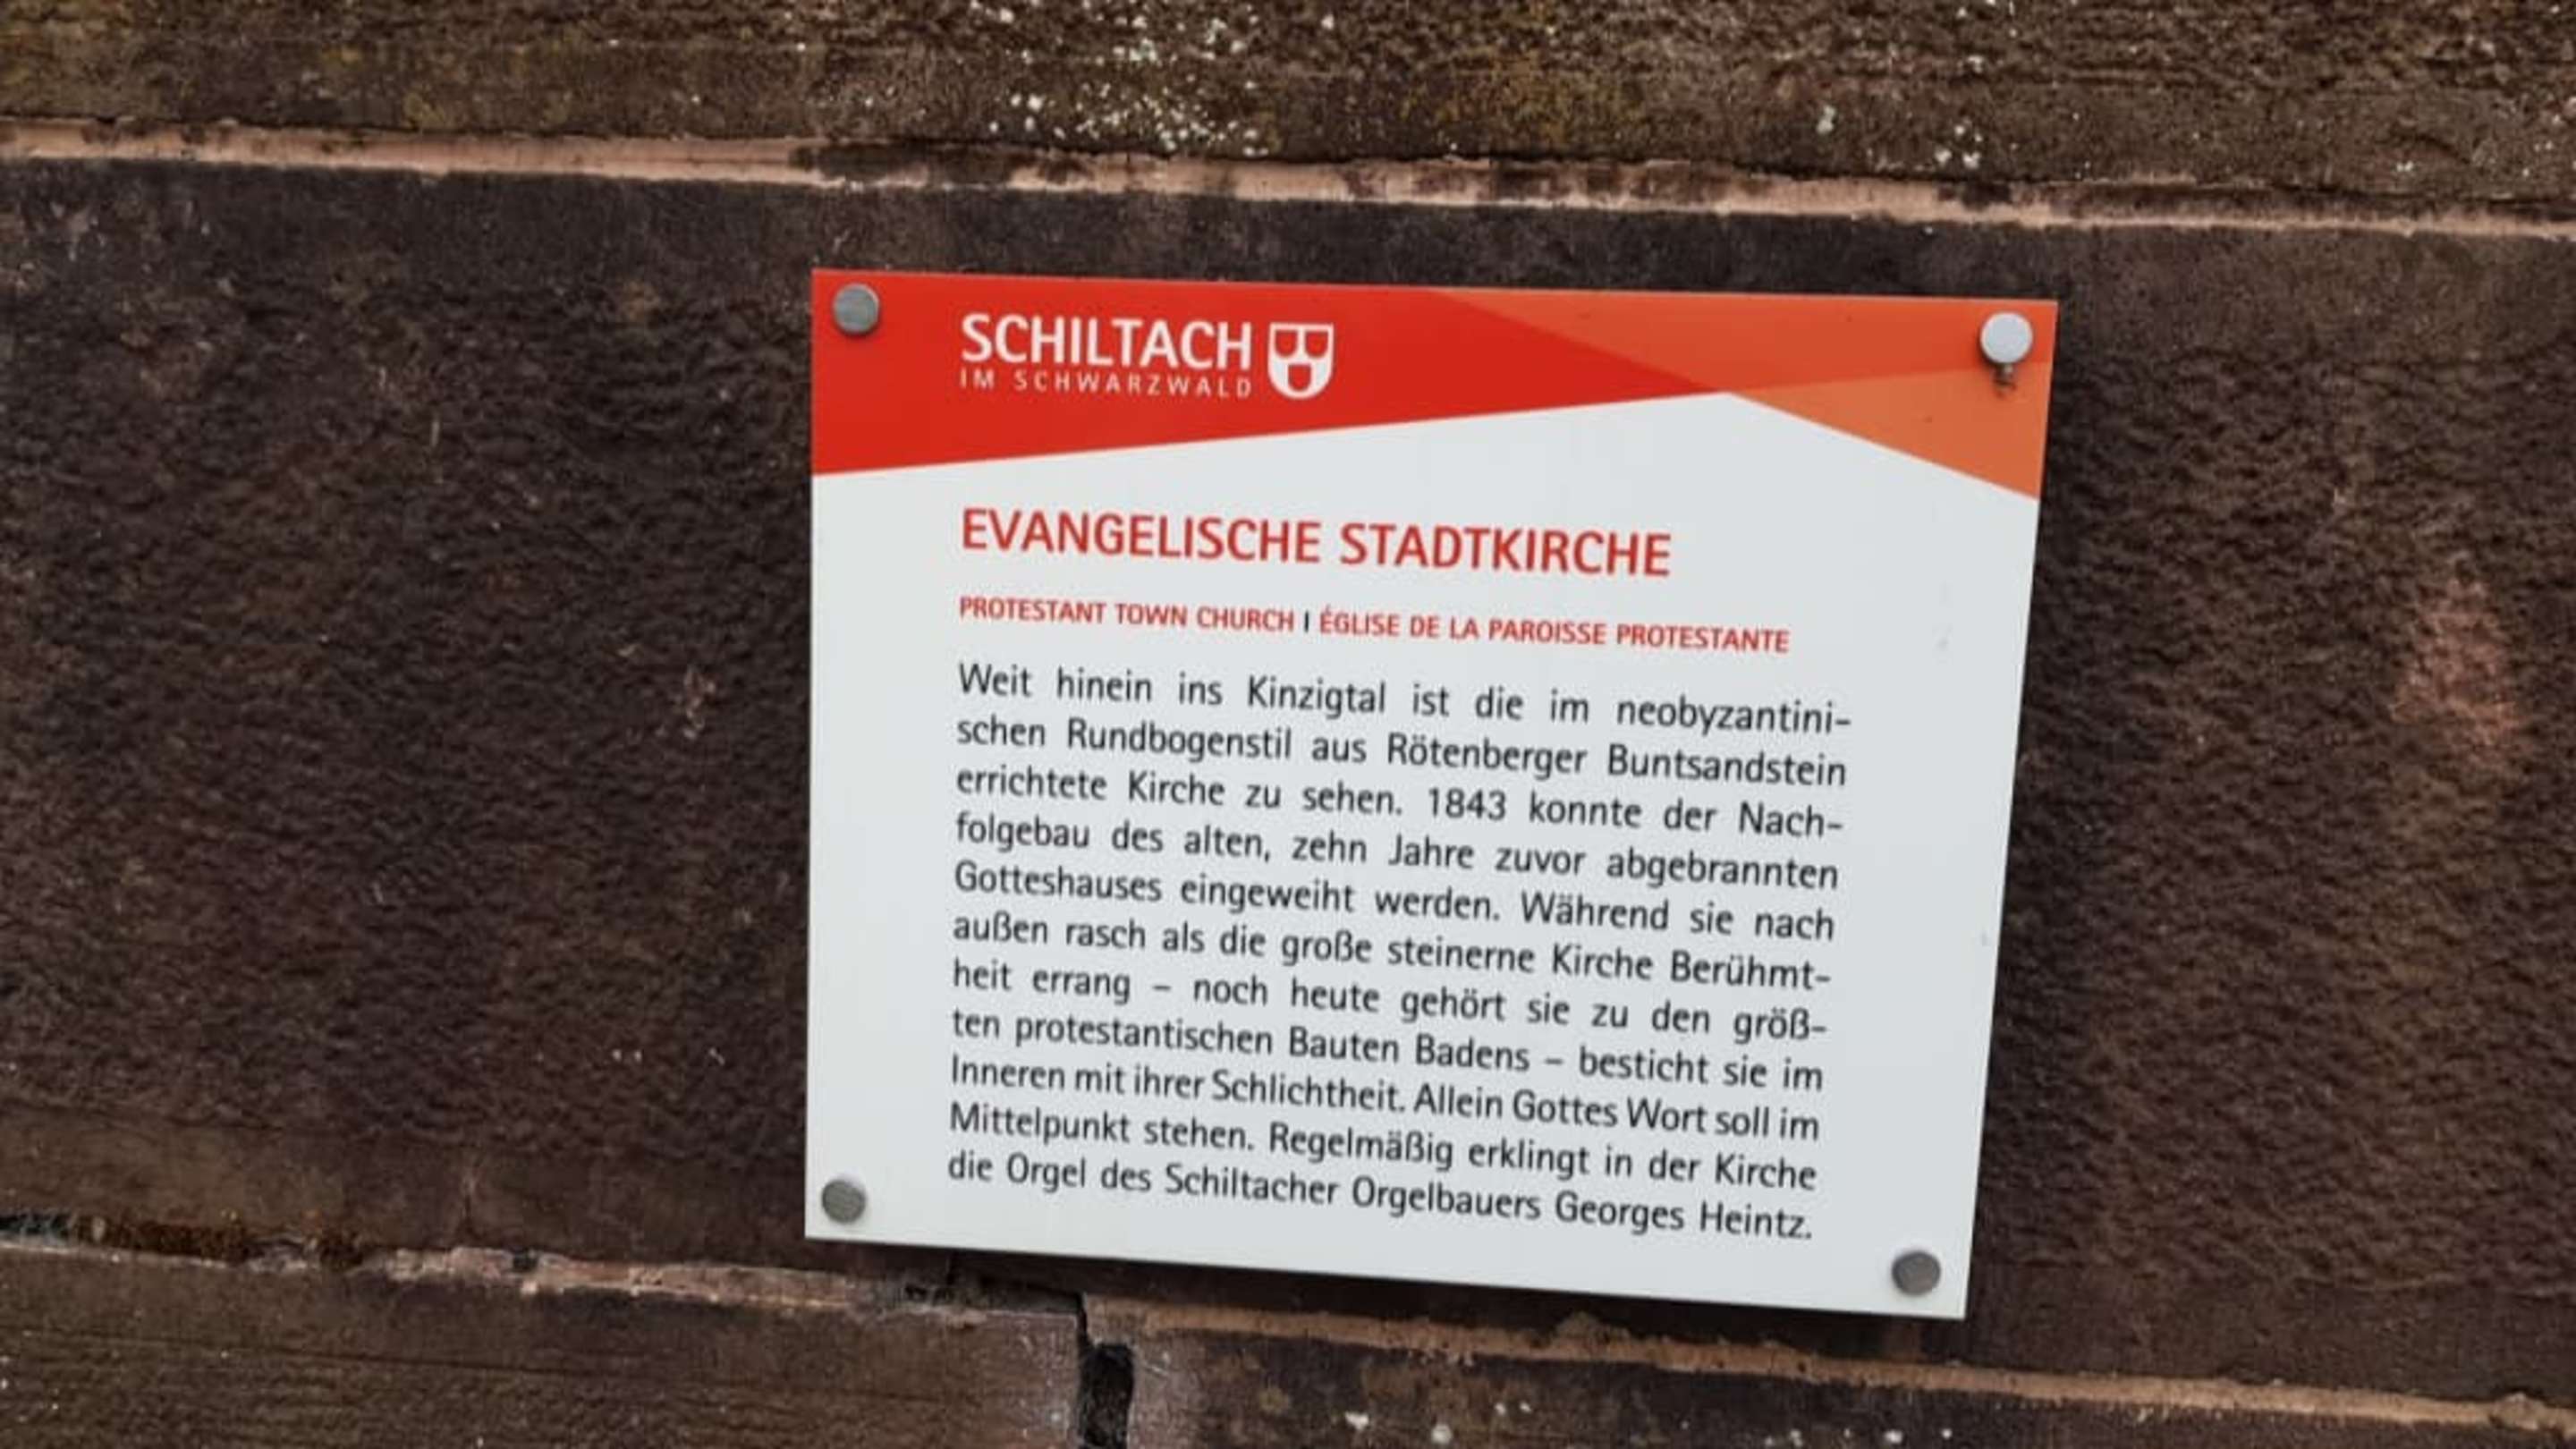 SCHILTACH
IM SCHWARZWALD
EVANGELISCHE STADTKIRCHE
PROTESTANT TOWN CHURCH | ÉGLISE DE LA PAROISSE PROTESTANTE
Weit hinein ins Kinzigtal ist die im neobyzantini-
schen Rundbogenstil aus Rötenberger Buntsandstein
errichtete Kirche zu sehen. 1843 konnte der Nach-
folgebau des alten, zehn Jahre zuvor abgebrannten
Gotteshauses eingeweiht werden. Während sie nach
außen rasch als die große steinerne Kirche Berühmt-
heit errang – noch heute gehört sie zu den größ-
ten protestantischen Bauten Badens – besticht sie im
Inneren mit ihrer Schlichtheit. Allein Gottes Wort soll im
Mittelpunkt stehen. Regelmäßig erklingt in der Kirche
die Orgel des Schiltacher Orgelbauers Georges Heintz.